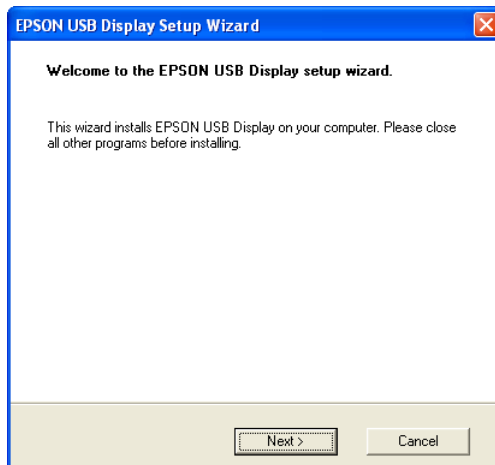 EPSON USB Display Setup Wizard
Welcome to the EPSON USB Display setup wizard.
This wizard installs EPSON USB Display on your computer. Please close
all other programs before installing.
Next >
Cancel